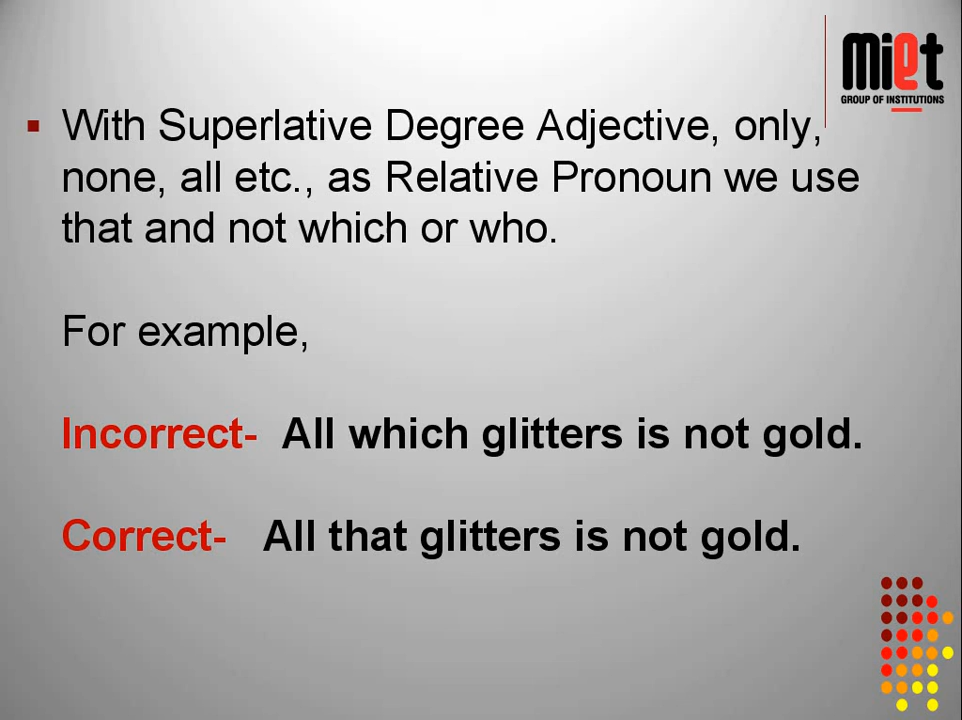 miet
GROUP OF INSTITUTIONS
With Superlative Degree Adjective, only,
none, all etc., as Relative Pronoun we use
that and not which or who.
For example,
Incorrect- All which glitters is not gold.
Correct- All that glitters is not gold.